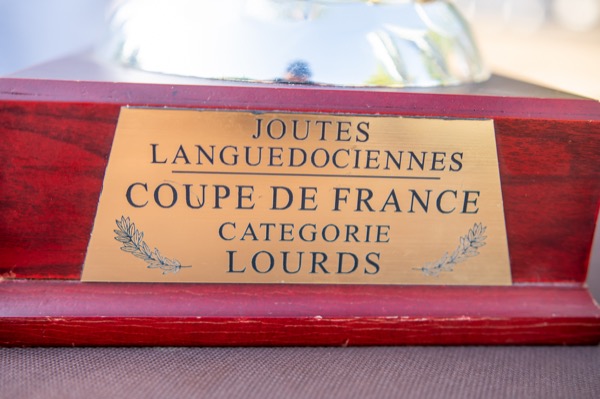 JOUTES
LANGUEDOCIENNES
COUPE DE FRANCE
CATEGORIE
LOURDS